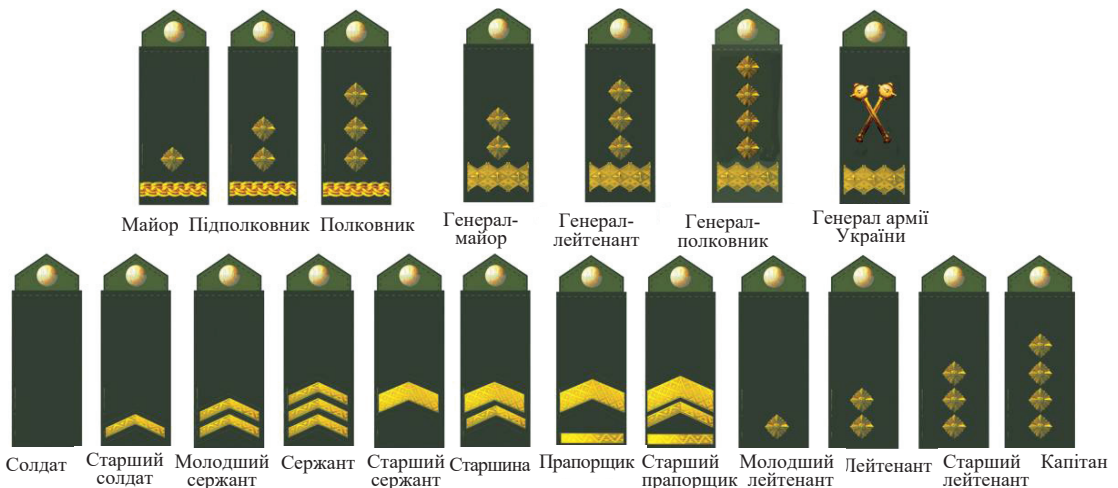 Майор Підполковник Полковник Генерал- Генерал- Генерал- Генерал армії
майор лейтенант полковник України
Солдат Старший Молодший Сержант Старший Старшина Прапорщик Старший Молодший Лейтенант Старший Капітан
солдат сержант сержант прапорщик лейтенант лейтенант